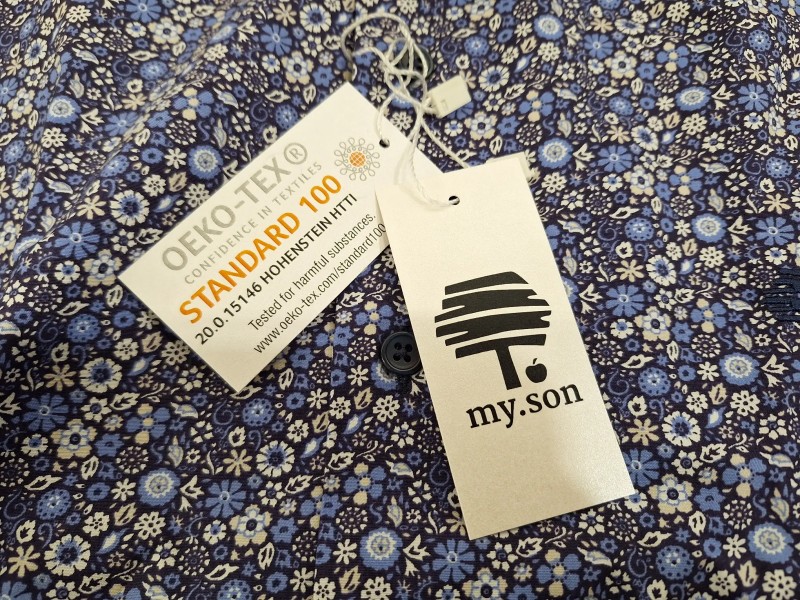 OEKO-TEX®
CONFIDENCE IN TEXTILES
STANDARD 100
20.0.15146 HOHENSTEIN HTTI
Tested for harmful substances.
www.oeko-tex.com/standard100
my.son